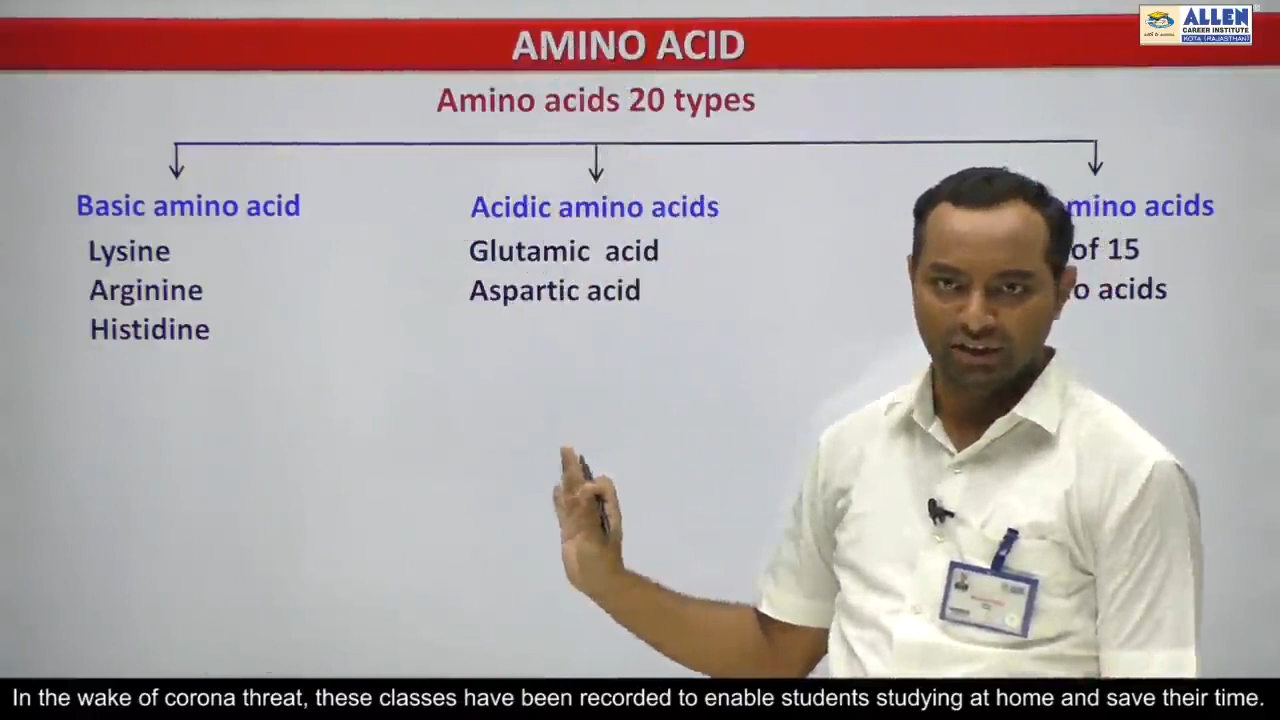 ALLEN
CAREER INSTITUTE
KOTA (RAJASTHAN)
AMINO ACID
Amino acids 20 types
Basic amino acid
Lysine
Arginine
Histidine
Acidic amino acids
Glutamic acid
Aspartic acid
mino acids
of 15
o acids
In the wake of corona threat, these classes have been recorded to enable students studying at home and save their time.